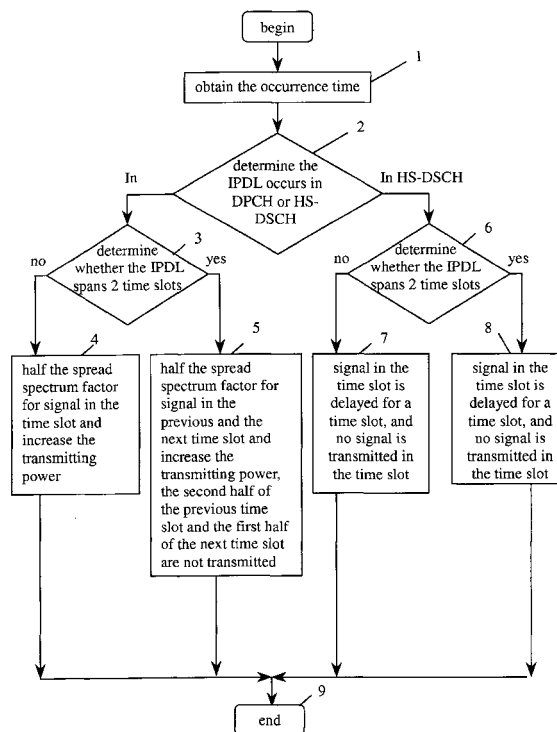 begin
1
obtain the occurrence time
2
determine the
IPDL occurs in
DPCH or HS-
DSCH
In
In HS-DSCH
3
determine
whether the IPDL
spans 2 time slots
no
yes
6
determine
whether the IPDL
spans 2 time slots
no
yes
4
half the spread
spectrum factor
for signal in the
time slot and
increase the
transmitting
power
5
half the spread
spectrum factor for
signal in the
previous and the
next time slot and
increase the
transmitting power,
the second half of
the previous time
slot and the first half
of the next time slot
are not transmitted
7
signal in the
time slot is
delayed for a
time slot, and
no signal is
transmitted in
the time slot
8
signal in the
time slot is
delayed for a
time slot, and
no signal is
transmitted in
the time slot
9
end